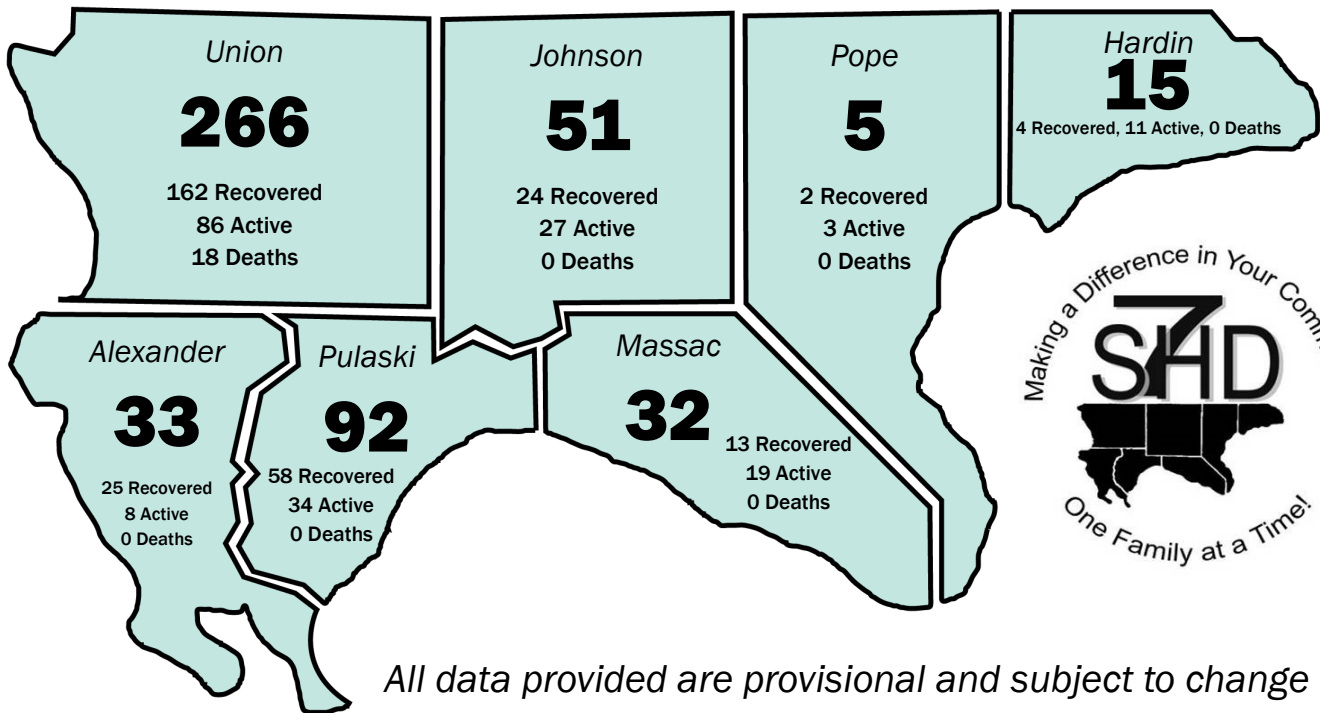 Union
266
162 Recovered
86 Active
18 Deaths
Johnson
51
24 Recovered
27 Active
0 Deaths
Pope
5
2 Recovered
3 Active
0 Deaths
Hardin
15
4 Recovered, 11 Active, 0 Deaths
Alexander
33
25 Recovered
8 Active
0 Deaths
Pulaski
92
58 Recovered
34 Active
0 Deaths
Massac
32
13 Recovered
19 Active
0 Deaths
Making a Difference in Your
S7HD
One Family at a Time!
All data provided are provisional and subject to change